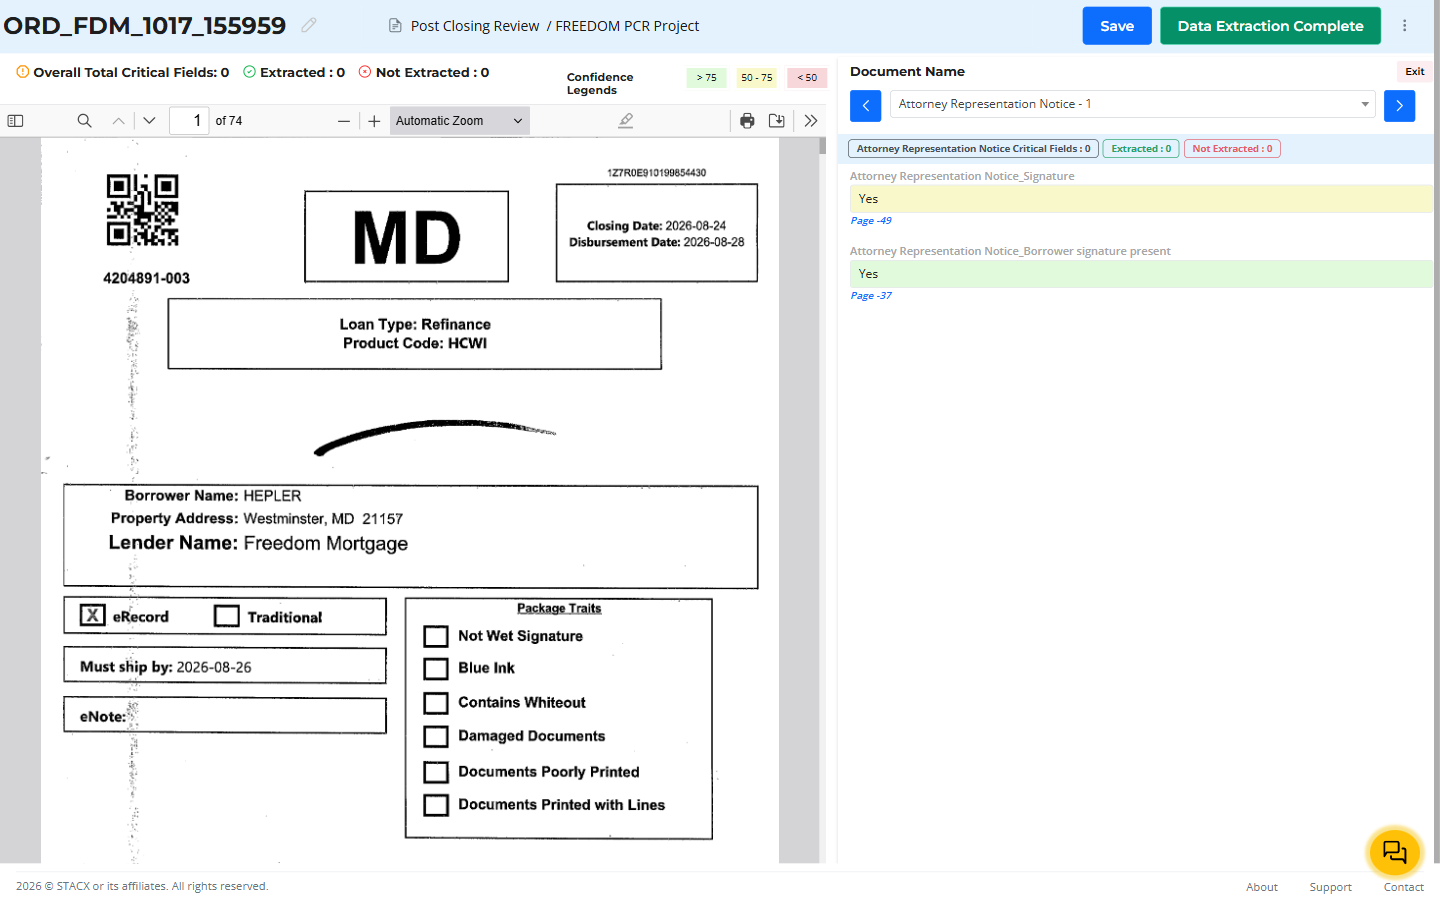 ORD_FDM_1017_155959
Post Closing Review / FREEDOM PCR Project
Save
Data Extraction Complete
Overall Total Critical Fields: 0
Extracted : 0
Not Extracted : 0
Confidence Legends
> 75
50 - 75
< 50
1 of 74
Automatic Zoom
1Z7R0E910199854430
4204891-003
MD
Closing Date: 2026-08-24
Disbursement Date: 2026-08-28
Loan Type: Refinance
Product Code: HCWI
Borrower Name: HEPLER
Property Address: Westminster, MD 21157
Lender Name: Freedom Mortgage
X eRecord
Traditional
Must ship by: 2026-08-26
eNote:
Package Traits
Not Wet Signature
Blue Ink
Contains Whiteout
Damaged Documents
Documents Poorly Printed
Documents Printed with Lines
Document Name
Exit
Attorney Representation Notice - 1
Attorney Representation Notice Critical Fields : 0
Extracted : 0
Not Extracted : 0
Attorney Representation Notice_Signature
Yes
Page -49
Attorney Representation Notice_Borrower signature present
Yes
Page -37
2026 © STACX or its affiliates. All rights reserved.
About
Support
Contact